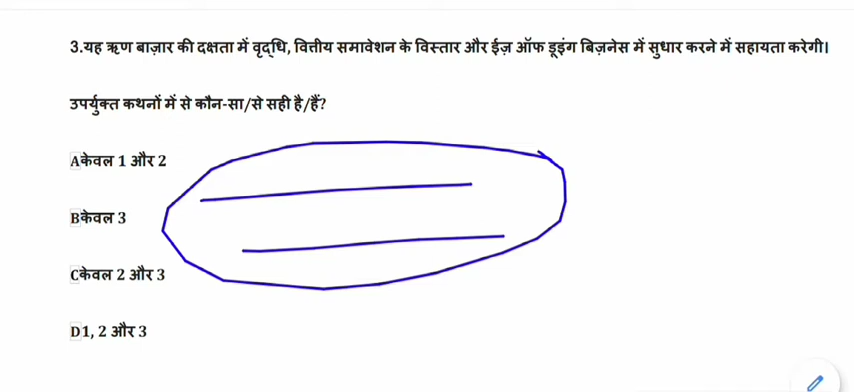 3.यह ऋण बाज़ार की दक्षता में वृद्धि, वित्तीय समावेशन के विस्तार और ईज़ ऑफ डूइंग बिज़नेस में सुधार करने में सहायता करेगी।
उपर्युक्त कथनों में से कौन-सा/से सही है/हैं?
Aकेवल 1 और 2
Bकेवल 3
Cकेवल 2 और 3
D1, 2 और 3